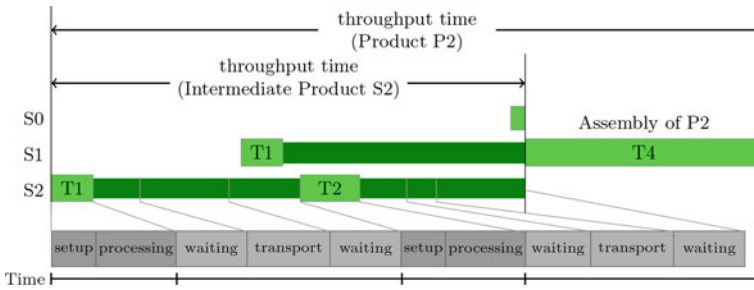 throughput time
(Product P2)
throughput time
(Intermediate Product S2)
S0
Assembly of P2
S1 T1 T4
S2 T1 T2
setup processing waiting transport waiting setup processing waiting transport waiting
Time